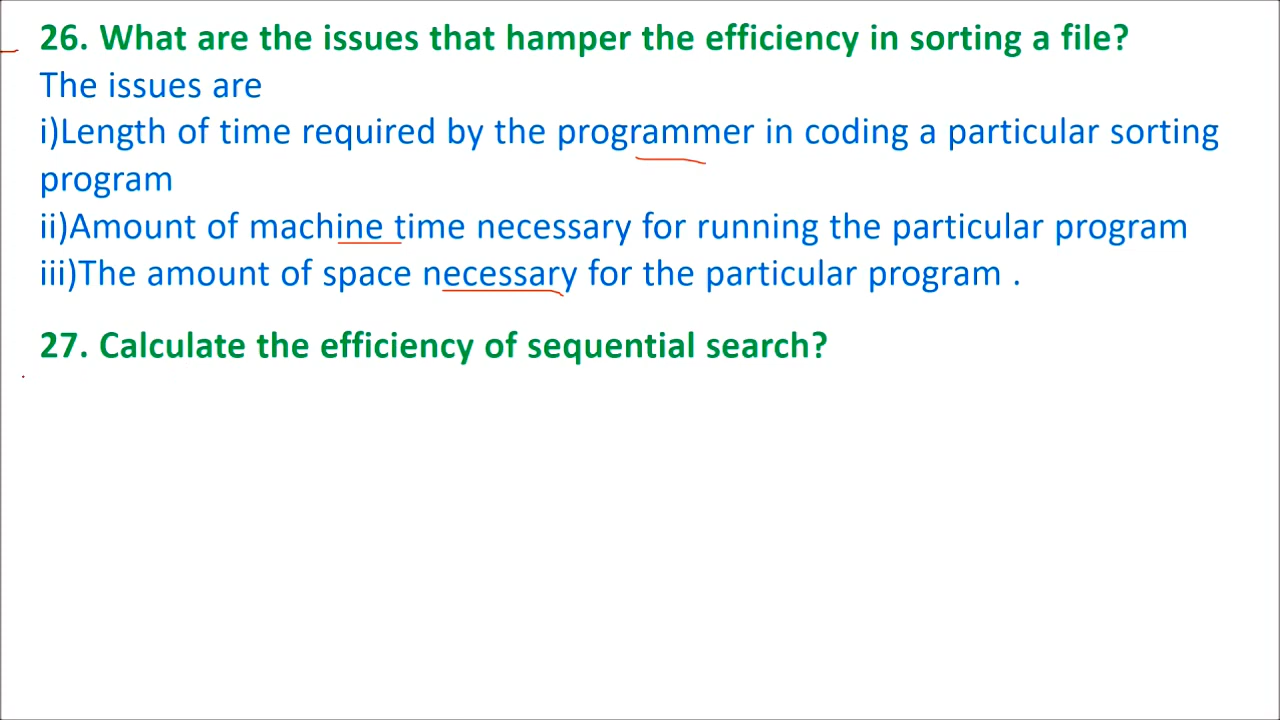 26. What are the issues that hamper the efficiency in sorting a file?
The issues are
i)Length of time required by the programmer in coding a particular sorting
program
ii)Amount of machine time necessary for running the particular program
iii)The amount of space necessary for the particular program .
27. Calculate the efficiency of sequential search?